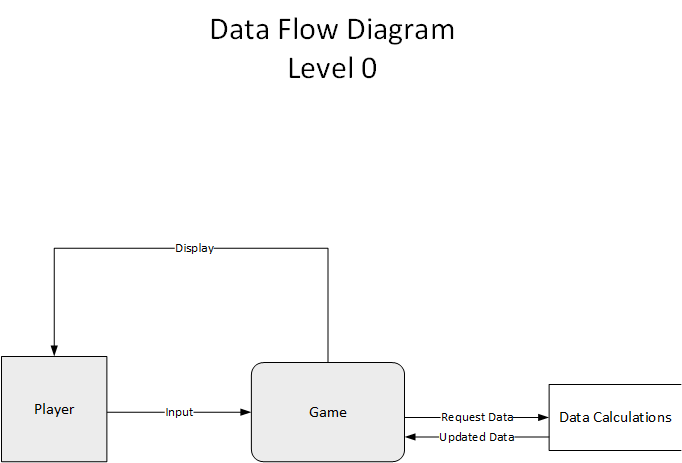 Data Flow Diagram
Level 0
Display
Player
Input
Game
Request Data
Updated Data
Data Calculations